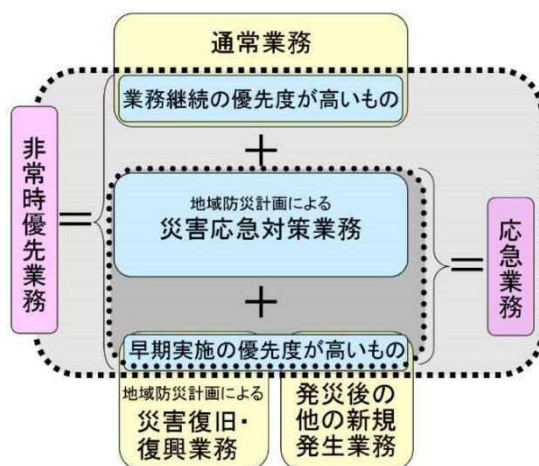 通常業務
業務継続の優先度が高いもの
+
非常時優先業務
=
地域防災計画による
災害応急対策業務
=
応急業務
+
早期実施の優先度が高いもの
地域防災計画による
災害復旧・
復興業務
発災後の
他の新規
発生業務